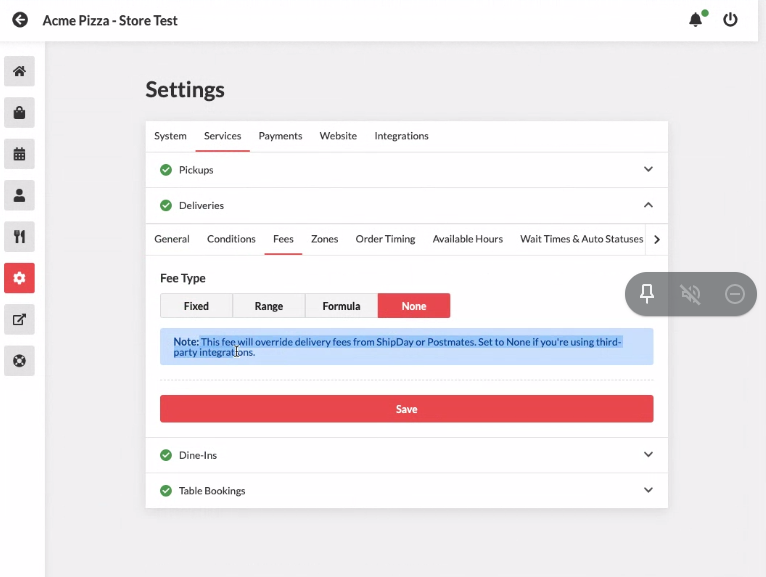 Acme Pizza - Store Test
Settings
System Services Payments Website Integrations
Pickups
Deliveries
General Conditions Fees Zones Order Timing Available Hours Wait Times & Auto Statuses
Fee Type
Fixed Range Formula None
Note: This fee will override delivery fees from ShipDay or Postmates. Set to None if you're using third-
party integrations.
Save
Dine-Ins
Table Bookings